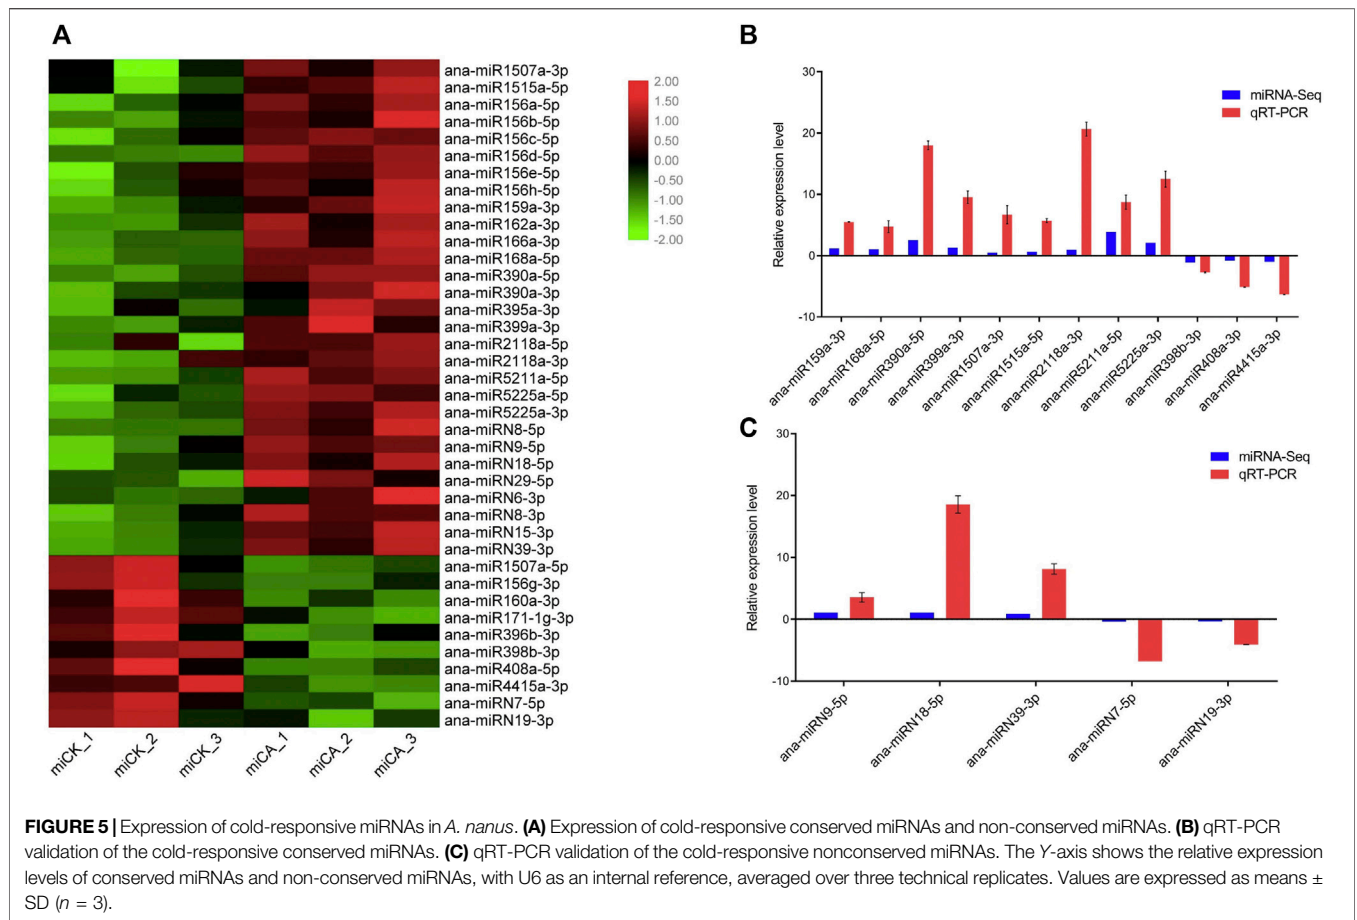 A
ana-miR1507a-3p
ana-miR1515a-5p
ana-miR156a-5p
ana-miR156b-5p
ana-miR156c-5p
ana-miR156d-5p
ana-miR156e-5p
ana-miR156h-5p
ana-miR159a-3p
ana-miR162a-3p
ana-miR166a-3p
ana-miR168a-5p
ana-miR390a-5p
ana-miR390a-3p
ana-miR395a-3p
ana-miR399a-3p
ana-miR2118a-5p
ana-miR2118a-3p
ana-miR5211a-5p
ana-miR5225a-5p
ana-miR5225a-3p
ana-miRN8-5p
ana-miRN9-5p
ana-miRN18-5p
ana-miRN29-5p
ana-miRN6-3p
ana-miRN8-3p
ana-miRN15-3p
ana-miRN39-3p
ana-miR1507a-5p
ana-miR156g-3p
ana-miR160a-3p
ana-miR171-1g-3p
ana-miR396b-3p
ana-miR398b-3p
ana-miR408a-5p
ana-miR4415a-3p
ana-miRN7-5p
ana-miRN19-3p
miCK_1
miCK_2
miCK_3
miCA_1
miCA_2
miCA_3
2.00
1.50
1.00
0.50
0.00
-0.50
-1.00
-1.50
-2.00
B
Relative expression level
30
20
10
0
-10
miRNA-Seq
qRT-PCR
ana-miR159a-3p
ana-miR168a-5p
ana-miR390a-5p
ana-miR399a-3p
ana-miR1507a-3p
ana-miR1515a-5p
ana-miR2118a-3p
ana-miR5211a-5p
ana-miR5225a-3p
ana-miR398b-3p
ana-miR408a-3p
ana-miR4415a-3p
C
Relative expression level
30
20
10
0
-10
miRNA-Seq
qRT-PCR
ana-miRN9-5p
ana-miRN18-5p
ana-miRN39-3p
ana-miRN7-5p
ana-miRN19-3p
FIGURE 5 | Expression of cold-responsive miRNAs in A. nanus. (A) Expression of cold-responsive conserved miRNAs and non-conserved miRNAs. (B) qRT-PCR
validation of the cold-responsive conserved miRNAs. (C) qRT-PCR validation of the cold-responsive nonconserved miRNAs. The Y-axis shows the relative expression
levels of conserved miRNAs and non-conserved miRNAs, with U6 as an internal reference, averaged over three technical replicates. Values are expressed as means ±
SD (n = 3).